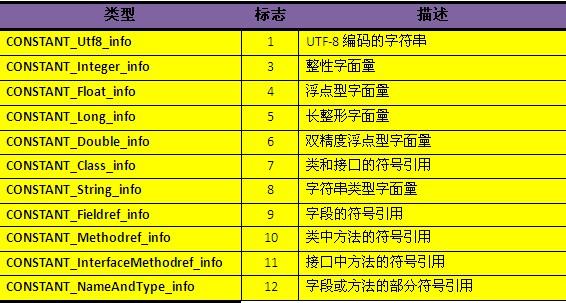 类型 标志 描述
CONSTANT_Utf8_info 1 UTF-8 编码的字符串
CONSTANT_Integer_info 3 整性字面量
CONSTANT_Float_info 4 浮点型字面量
CONSTANT_Long_info 5 长整形字面量
CONSTANT_Double_info 6 双精度浮点型字面量
CONSTANT_Class_info 7 类和接口的符号引用
CONSTANT_String_info 8 字符串类型字面量
CONSTANT_Fieldref_info 9 字段的符号引用
CONSTANT_Methodref_info 10 类中方法的符号引用
CONSTANT_InterfaceMethodref_info 11 接口中方法的符号引用
CONSTANT_NameAndType_info 12 字段或方法的部分符号引用